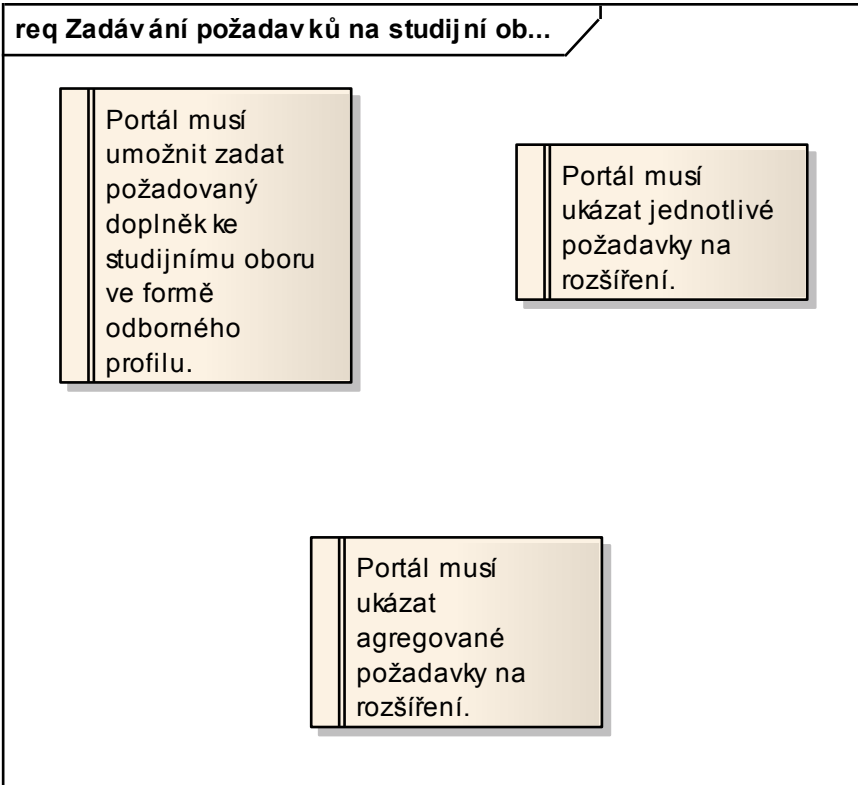 req Zadávání požadavků na studijní ob...
Portál musí
umožnit zadat
požadovaný
doplněk ke
studijnímu oboru
ve formě
odborného
profilu.
Portál musí
ukázat jednotlivé
požadavky na
rozšíření.
Portál musí
ukázat
agregované
požadavky na
rozšíření.